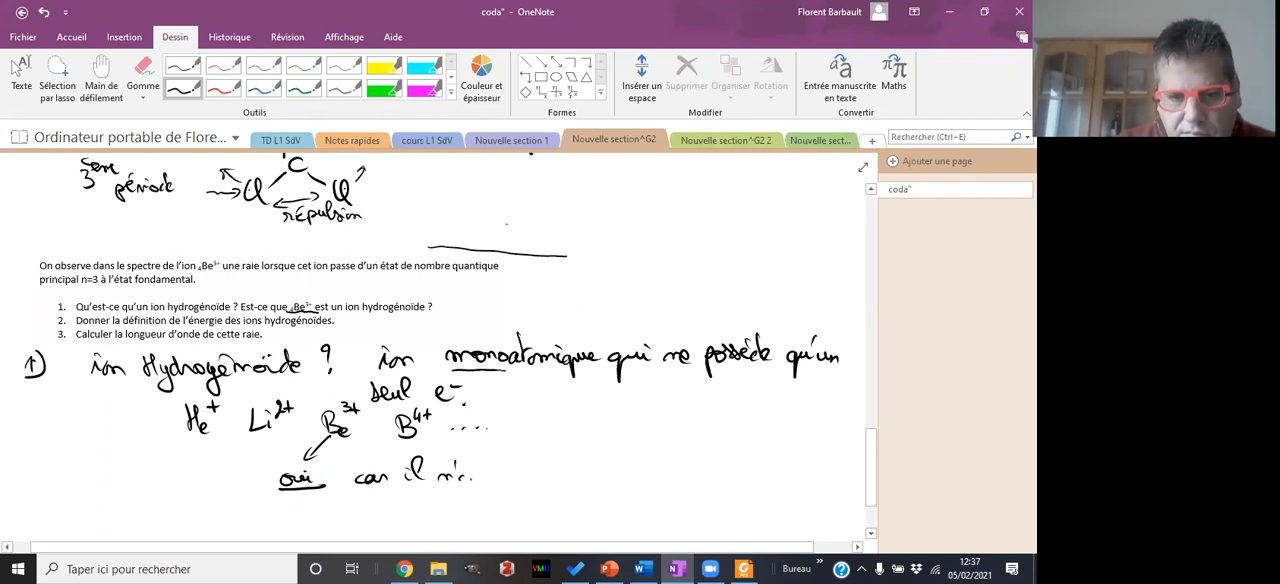 coda" - OneNote
Florent Barbault
Fichier Accueil Insertion Dessin Historique Révision Affichage Aide
Texte Sélection par lasso Main de défilement Gomme Couleur et épaisseur Insérer un espace Supprimer Organiser Rotation Entrée manuscrite en texte Maths
Outils Formes Modifier Convertir
Ordinateur portable de Flore... TD L1 SdV Notes rapides cours L1 SdV Nouvelle section 1 Nouvelle section^G2 Nouvelle section^G2 2 Nouvelle sect... Rechercher (Ctrl+E)
Ajouter une page
coda"
3eme
période
C
Cl Cl
répulsion
On observe dans le spectre de l'ion ₄Be³⁺ une raie lorsque cet ion passe d'un état de nombre quantique
principal n=3 à l'état fondamental.
1. Qu'est-ce qu'un ion hydrogénoïde ? Est-ce que ₄Be³⁺ est un ion hydrogénoïde ?
2. Donner la définition de l'énergie des ions hydrogénoïdes.
3. Calculer la longueur d'onde de cette raie.
1) ion Hydrogénoïde ? ion monoatomique qui ne possède qu'un
seul e⁻.
He⁺ Li²⁺ Be³⁺ B⁴⁺ .....
oui car il n'a
Taper ici pour rechercher
YMD
Bureau
12:37
05/02/2021